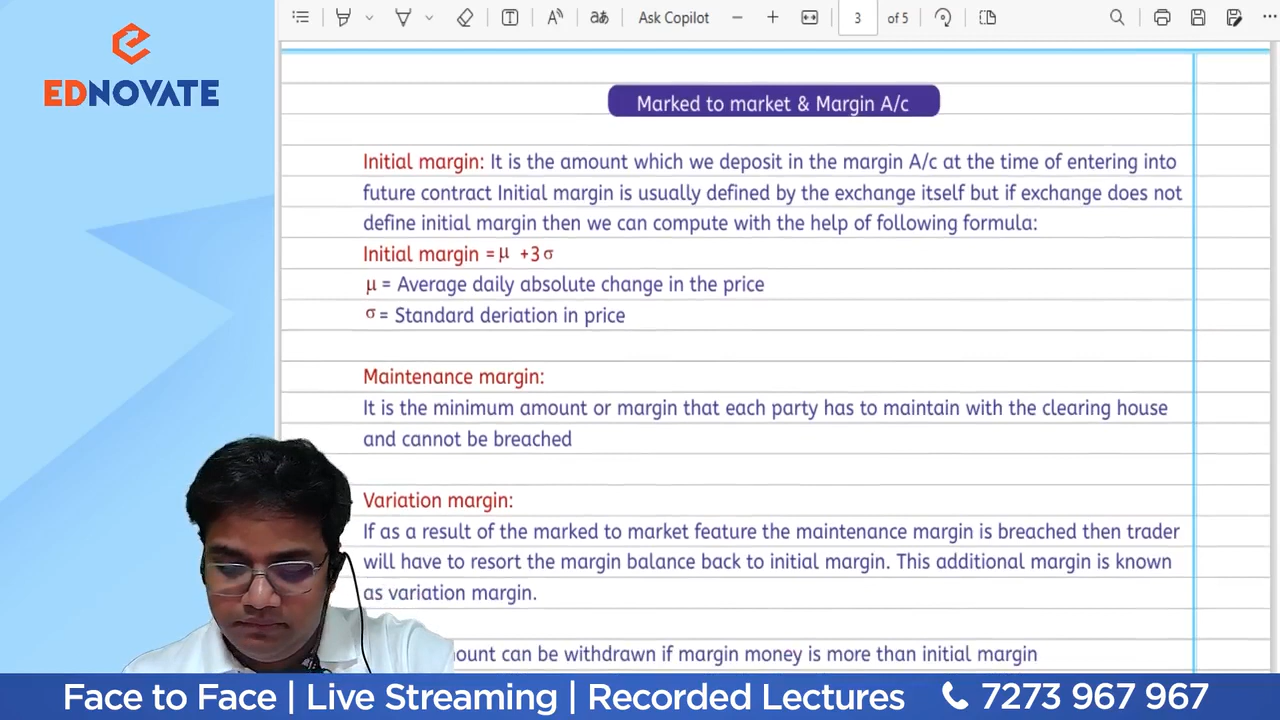 EDNOVATE
Ask Copilot
3 of 5
Marked to market & Margin A/c
Initial margin: It is the amount which we deposit in the margin A/c at the time of entering into
future contract Initial margin is usually defined by the exchange itself but if exchange does not
define initial margin then we can compute with the help of following formula:
Initial margin = μ +3 σ
μ = Average daily absolute change in the price
σ = Standard deriation in price
Maintenance margin:
It is the minimum amount or margin that each party has to maintain with the clearing house
and cannot be breached
Variation margin:
If as a result of the marked to market feature the maintenance margin is breached then trader
will have to resort the margin balance back to initial margin. This additional margin is known
as variation margin.
can be withdrawn if margin money is more than initial margin
Face to Face | Live Streaming | Recorded Lectures 7273 967 967